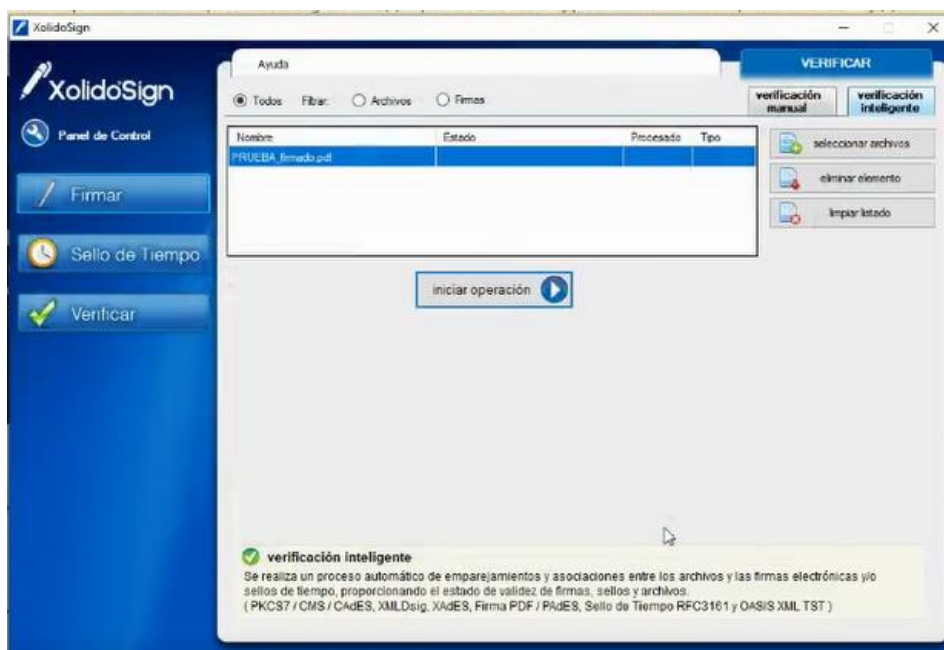 XolidoSign
XolidoSign
Panel de Control
Firmar
Sello de Tiempo
Verificar
Ayuda
VERIFICAR
Todos Filtrar: Archivos Firmas
verificación manual
verificación inteligente
Nombre Estado Procesado Tipo
PRUEBA_firmado.pdf
seleccionar archivos
eliminar elemento
limpiar listado
iniciar operación
verificación inteligente
Se realiza un proceso automático de emparejamientos y asociaciones entre los archivos y las firmas electrónicas y/o
sellos de tiempo, proporcionando el estado de validez de firmas, sellos y archivos.
( PKCS7 / CMS / CAdES, XMLDsig, XAdES, Firma PDF / PAdES, Sello de Tiempo RFC3161 y OASIS XML TST )